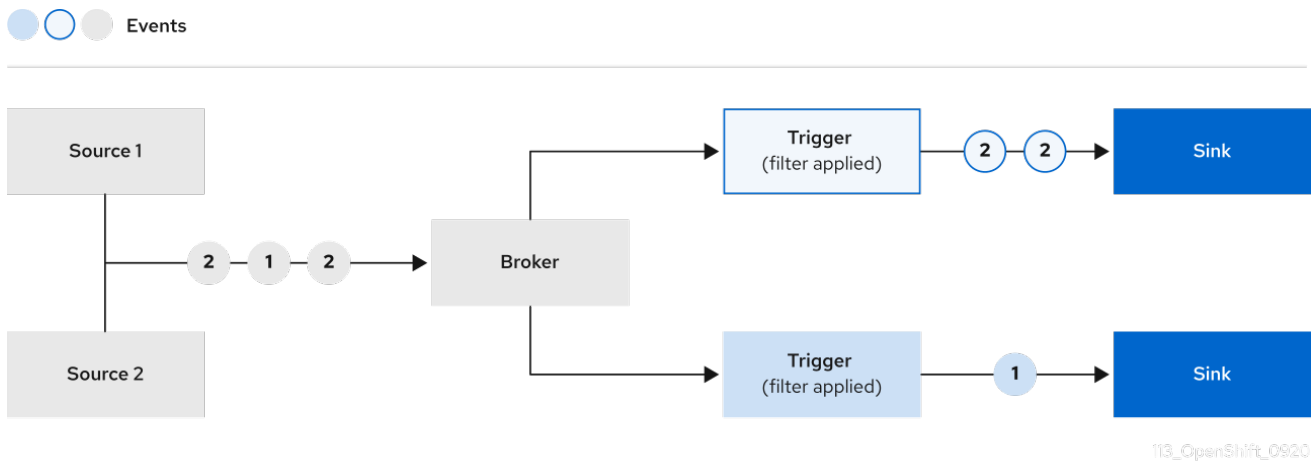 Events
Source 1
Trigger
(filter applied)
2
2
Sink
2
1
2
Broker
Source 2
Trigger
(filter applied)
1
Sink
113_OpenShift_0920